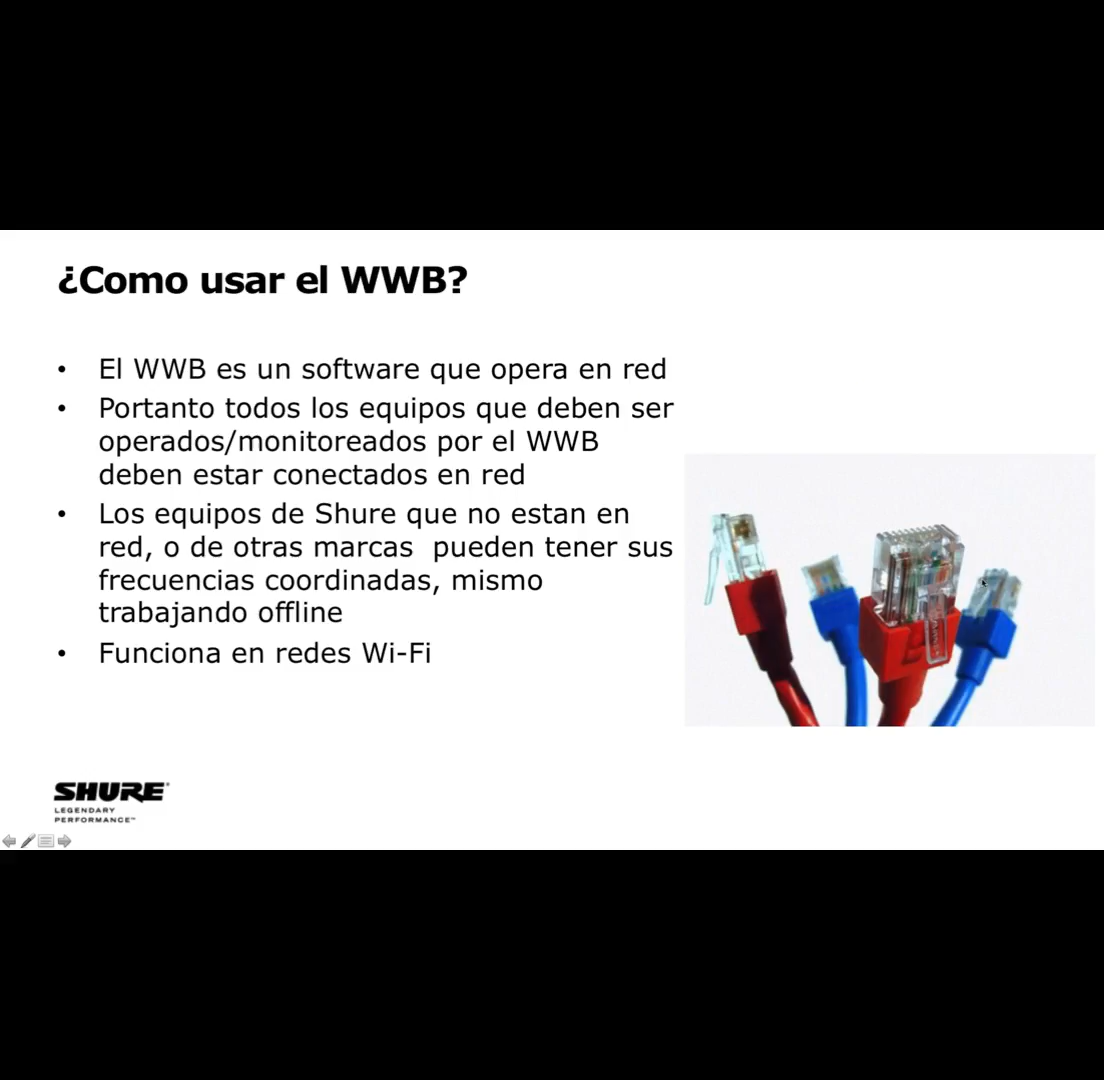 ¿Como usar el WWB?
• El WWB es un software que opera en red
• Portanto todos los equipos que deben ser
operados/monitoreados por el WWB
deben estar conectados en red
• Los equipos de Shure que no estan en
red, o de otras marcas  pueden tener sus
frecuencias coordinadas, mismo
trabajando offline
• Funciona en redes Wi-Fi
SHURE®
LEGENDARY
PERFORMANCE™